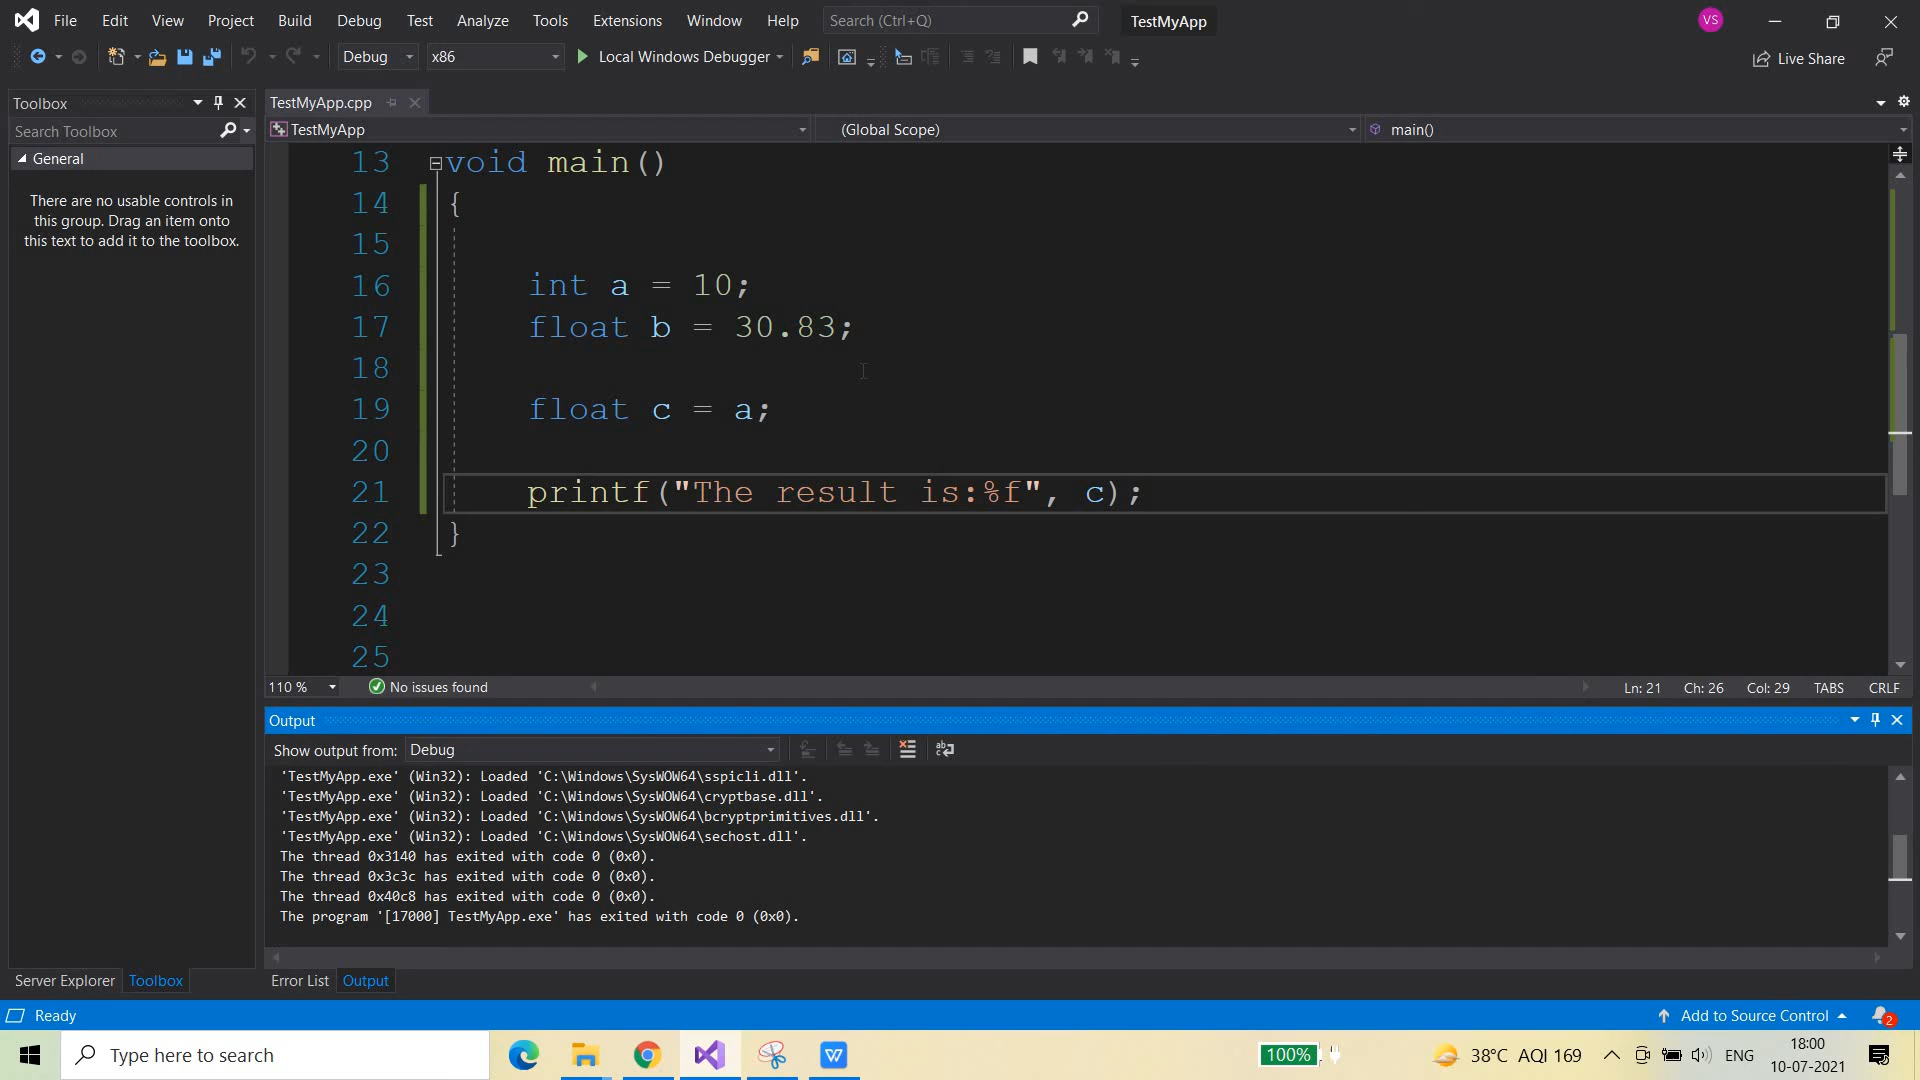 File Edit View Project Build Debug Test Analyze Tools Extensions Window Help Search (Ctrl+Q) TestMyApp VS
Debug x86 Local Windows Debugger Live Share
Toolbox
Search Toolbox
General
There are no usable controls in
this group. Drag an item onto
this text to add it to the toolbox.
TestMyApp.cpp
TestMyApp (Global Scope) main()
13 void main()
14 {
15
16 int a = 10;
17 float b = 30.83;
18
19 float c = a;
20
21 printf("The result is:%f", c);
22 }
23
24
25
110 % No issues found Ln: 21 Ch: 26 Col: 29 TABS CRLF
Output
Show output from: Debug
'TestMyApp.exe' (Win32): Loaded 'C:\Windows\SysWOW64\sspicli.dll'.
'TestMyApp.exe' (Win32): Loaded 'C:\Windows\SysWOW64\cryptbase.dll'.
'TestMyApp.exe' (Win32): Loaded 'C:\Windows\SysWOW64\bcryptprimitives.dll'.
'TestMyApp.exe' (Win32): Loaded 'C:\Windows\SysWOW64\sechost.dll'.
The thread 0x3140 has exited with code 0 (0x0).
The thread 0x3c3c has exited with code 0 (0x0).
The thread 0x40c8 has exited with code 0 (0x0).
The program '[17000] TestMyApp.exe' has exited with code 0 (0x0).
Server Explorer Toolbox Error List Output
Ready Add to Source Control 2
Type here to search 100% 38°C AQI 169 ENG 18:00
10-07-2021